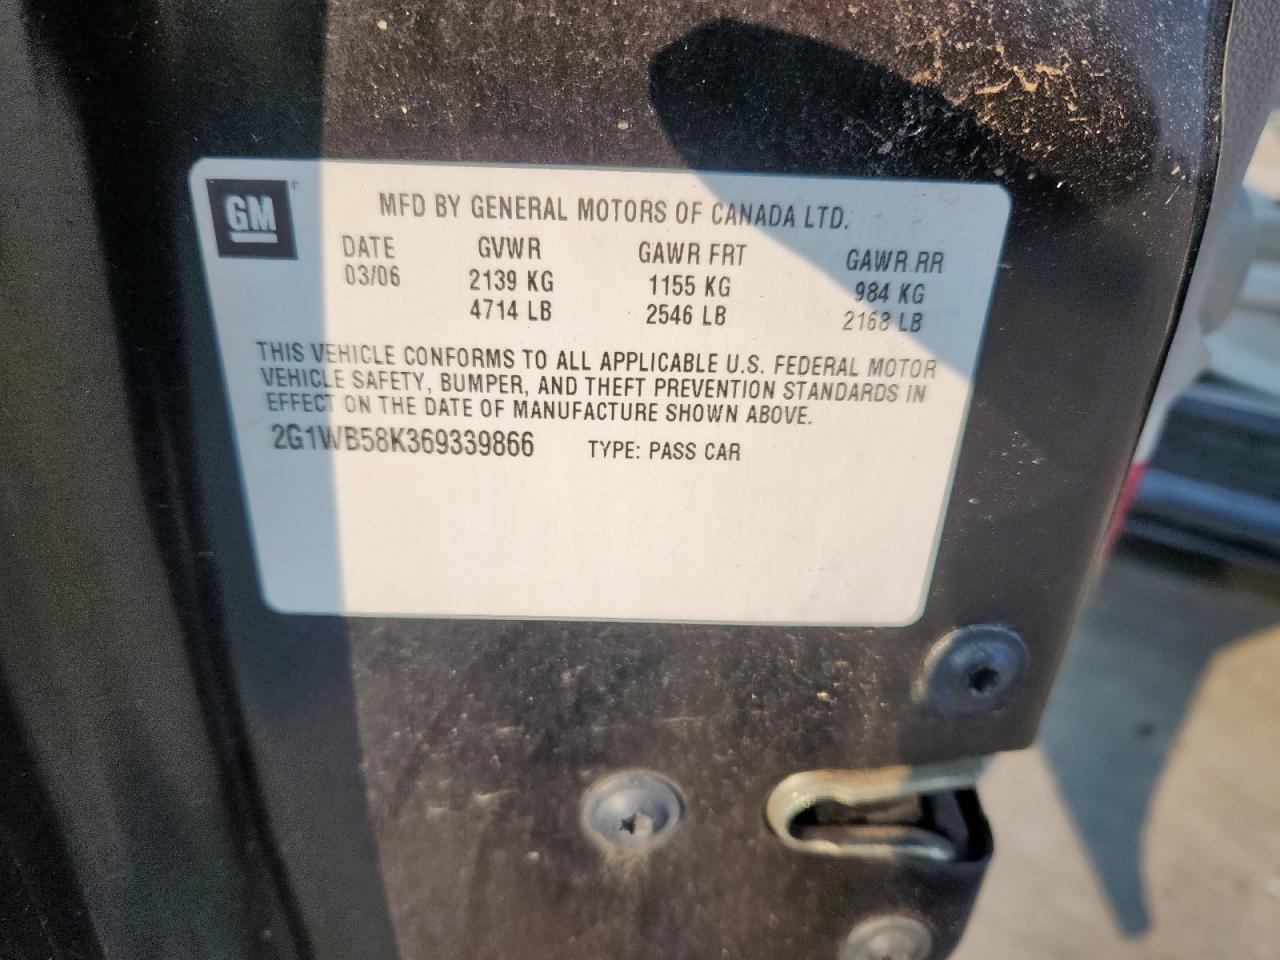 GM
MFD BY GENERAL MOTORS OF CANADA LTD.
DATE GVWR GAWR FRT GAWR RR
03/06 2139 KG 1155 KG 984 KG
4714 LB 2546 LB 2168 LB
THIS VEHICLE CONFORMS TO ALL APPLICABLE U.S. FEDERAL MOTOR
VEHICLE SAFETY, BUMPER, AND THEFT PREVENTION STANDARDS IN
EFFECT ON THE DATE OF MANUFACTURE SHOWN ABOVE.
2G1WB58K369339866 TYPE: PASS CAR